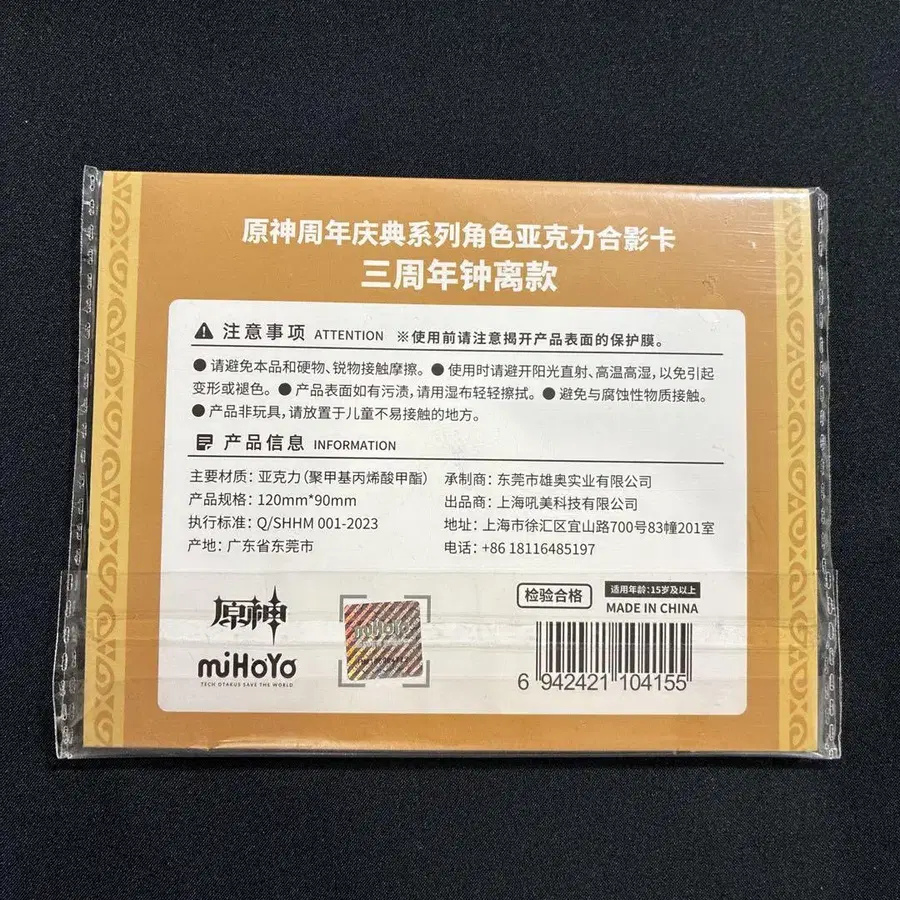 原神周年庆典系列角色亚克力合影卡
三周年钟离款
注意事项 ATTENTION ※使用前请注意揭开产品表面的保护膜。
●请避免本品和硬物、锐物接触摩擦。●使用时请避开阳光直射、高温高湿，以免引起
变形或褪色。●产品表面如有污渍，请用湿布轻轻擦拭。●避免与腐蚀性物质接触。
●产品非玩具，请放置于儿童不易接触的地方。
产品信息 INFORMATION
主要材质：亚克力（聚甲基丙烯酸甲酯）
产品规格：120mm*90mm
执行标准：Q/SHHM 001-2023
产地：广东省东莞市
承制商：东莞市雄奥实业有限公司
出品商：上海吼美科技有限公司
地址：上海市徐汇区宜山路700号83幢201室
电话：+86 18116485197
原神
miHoYo
TECH OTAKUS SAVE THE WORLD
miHoYo
检验合格
适用年龄：15岁及以上
MADE IN CHINA
6 942421 104155